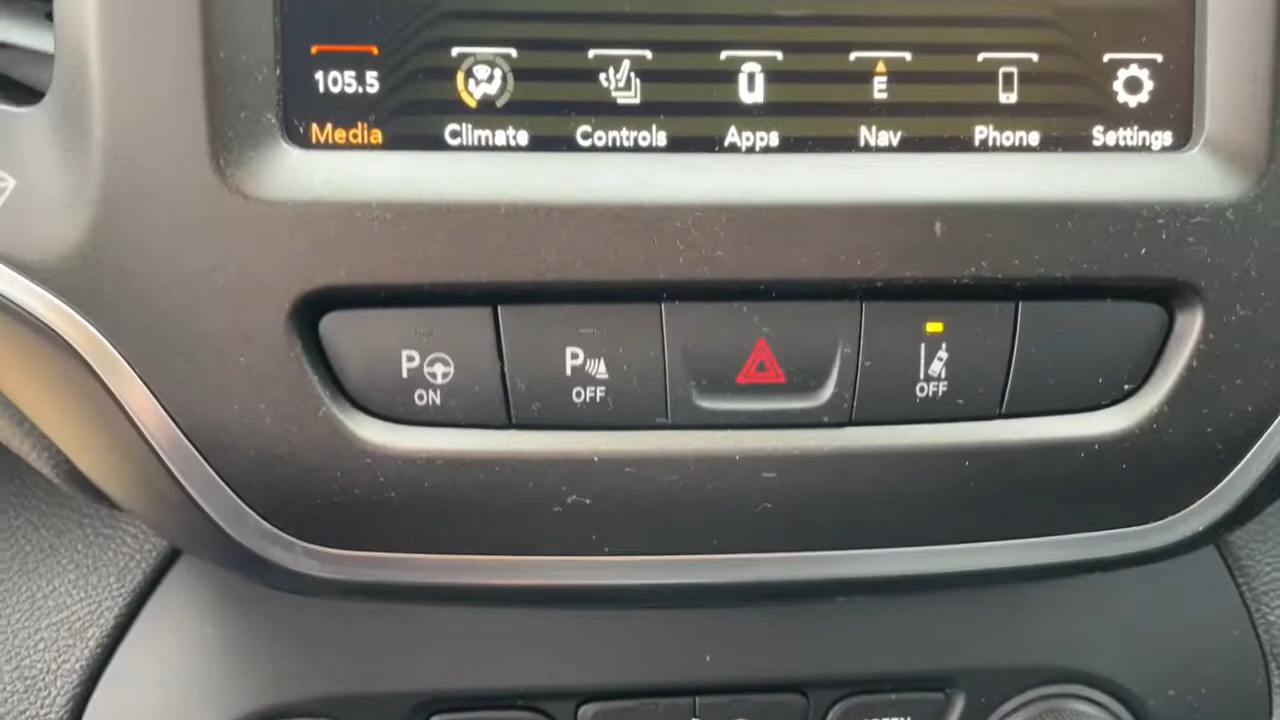 105.5
Media Climate Controls Apps E Nav Phone Settings
P ON
P OFF
OFF